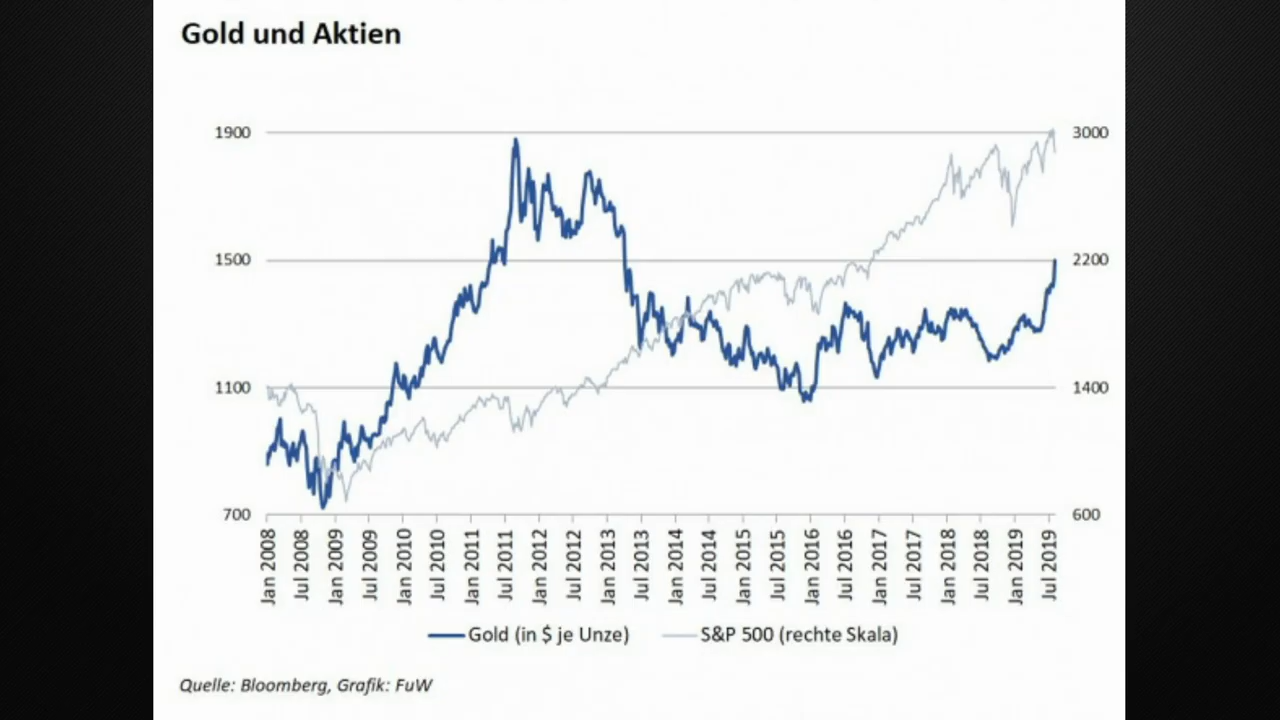 Gold und Aktien
1900
3000
1500
2200
1100
1400
700
600
Jan 2008
Jul 2008
Jan 2009
Jul 2009
Jan 2010
Jul 2010
Jan 2011
Jul 2011
Jan 2012
Jul 2012
Jan 2013
Jul 2013
Jan 2014
Jul 2014
Jan 2015
Jul 2015
Jan 2016
Jul 2016
Jan 2017
Jul 2017
Jan 2018
Jul 2018
Jan 2019
Jul 2019
Gold (in $ je Unze)
S&P 500 (rechte Skala)
Quelle: Bloomberg, Grafik: FuW